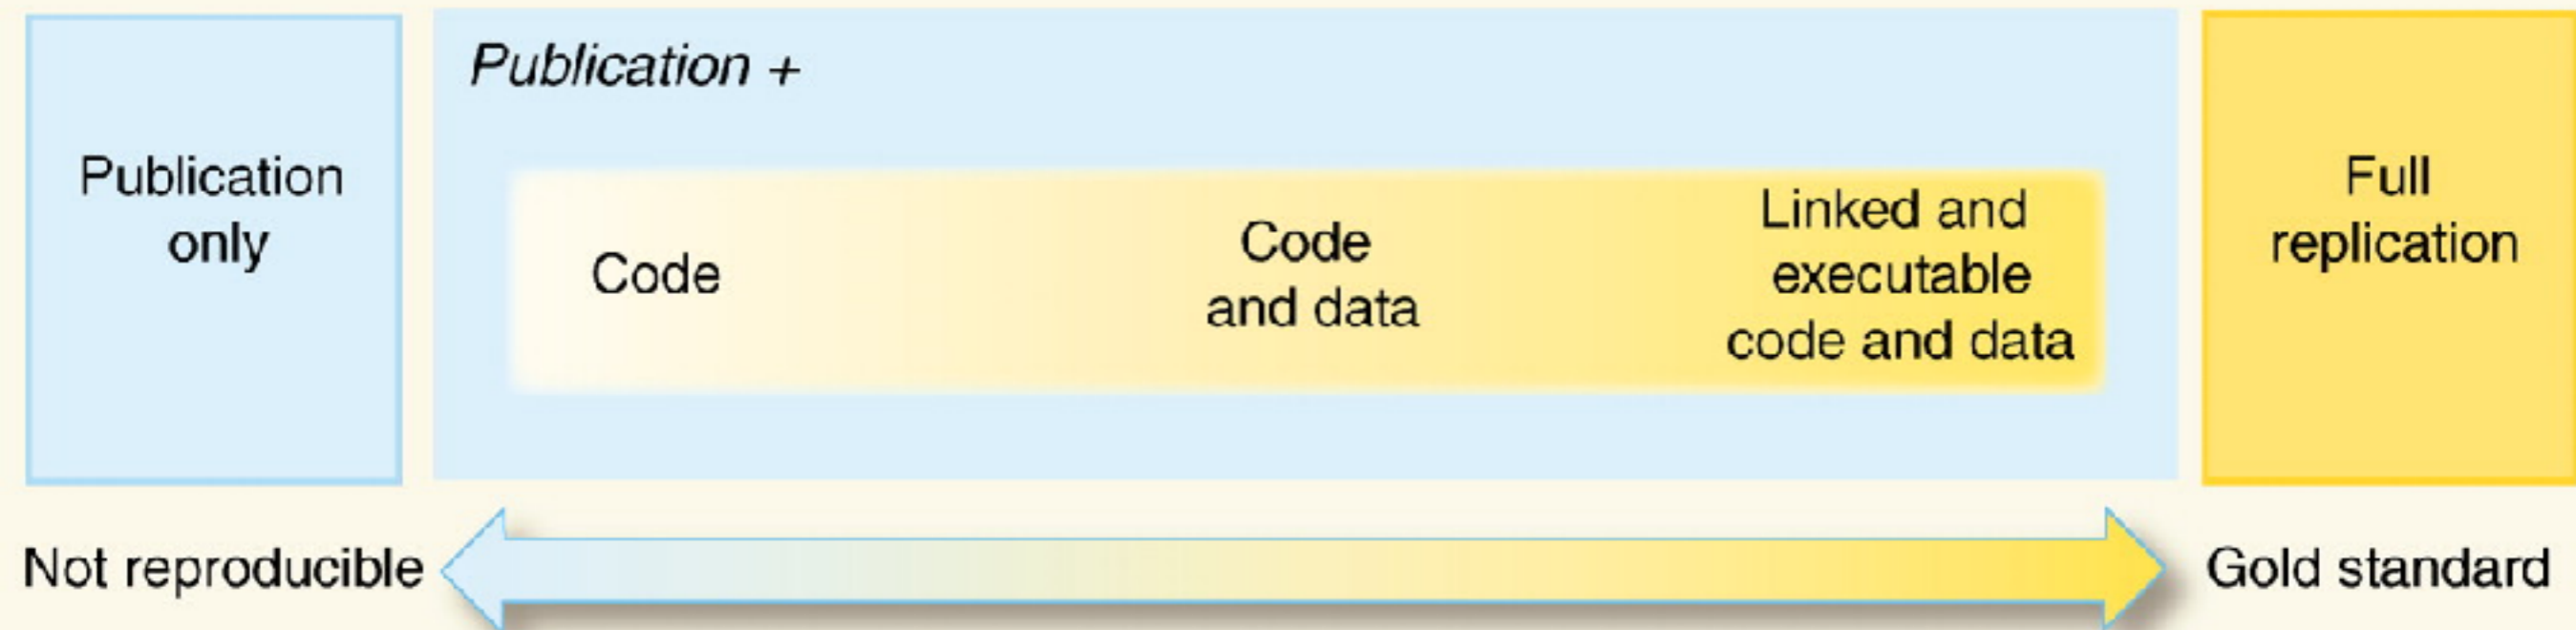 Publication
only
Publication +
Code
Code
and data
Linked and
executable
code and data
Full
replication
Not reproducible
Gold standard